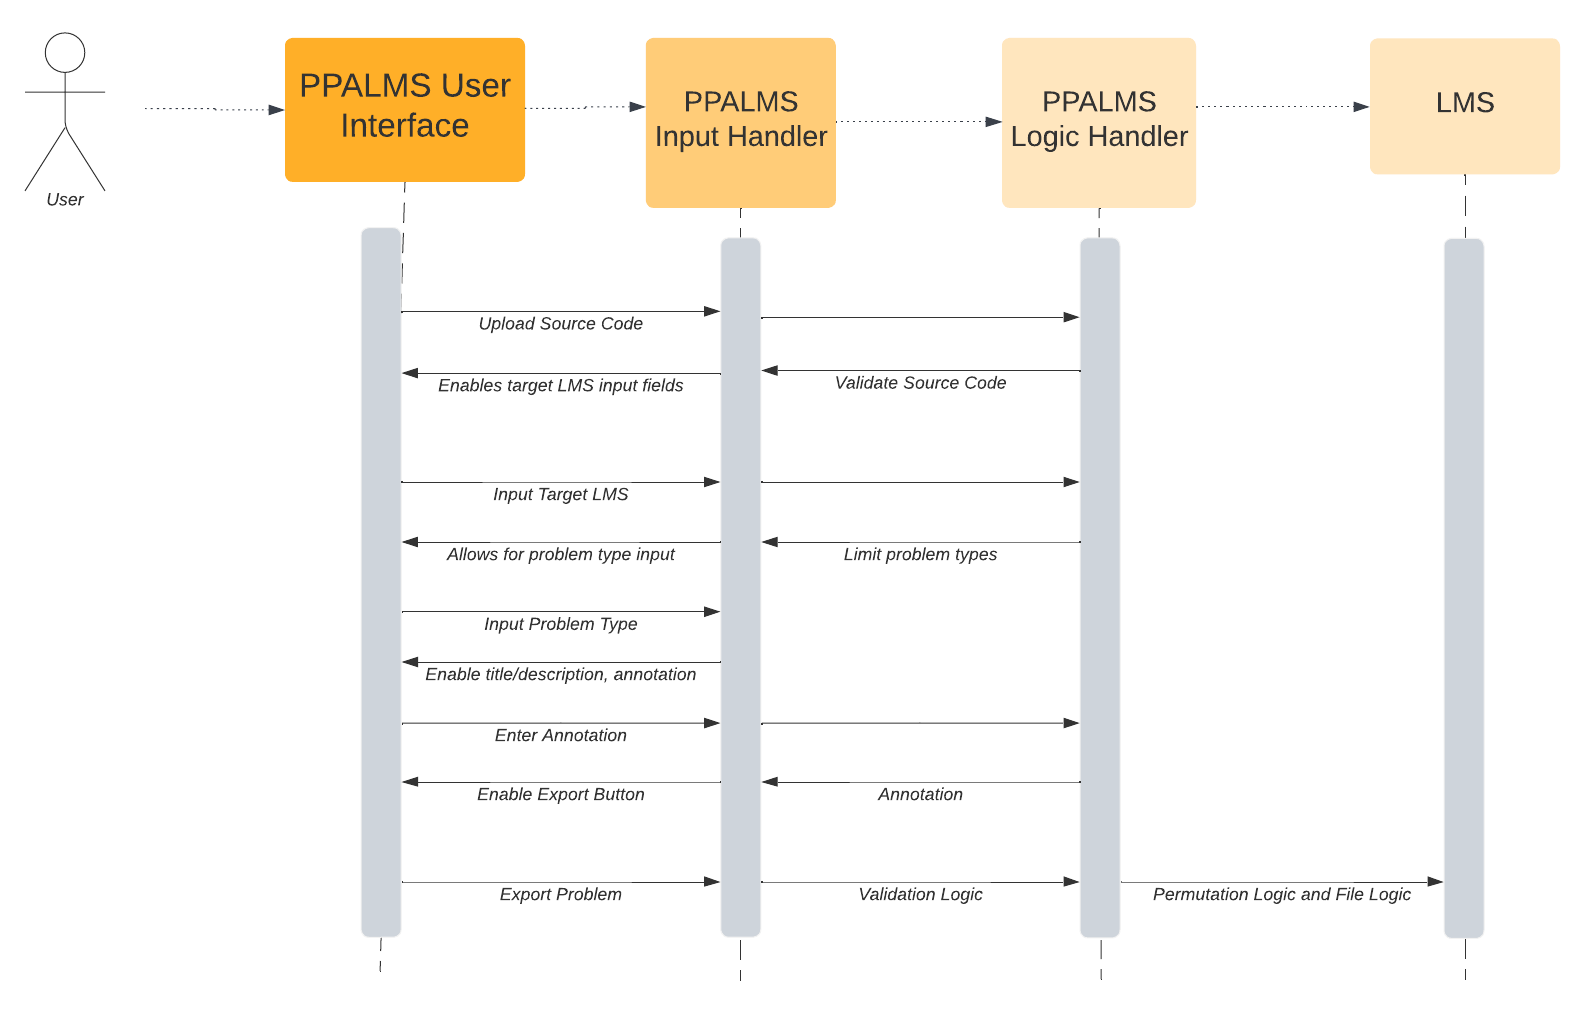 User
PPALMS User
Interface
PPALMS
Input Handler
PPALMS
Logic Handler
LMS
Upload Source Code
Enables target LMS input fields
Validate Source Code
Input Target LMS
Allows for problem type input
Limit problem types
Input Problem Type
Enable title/description, annotation
Enter Annotation
Enable Export Button
Annotation
Export Problem
Validation Logic
Permutation Logic and File Logic